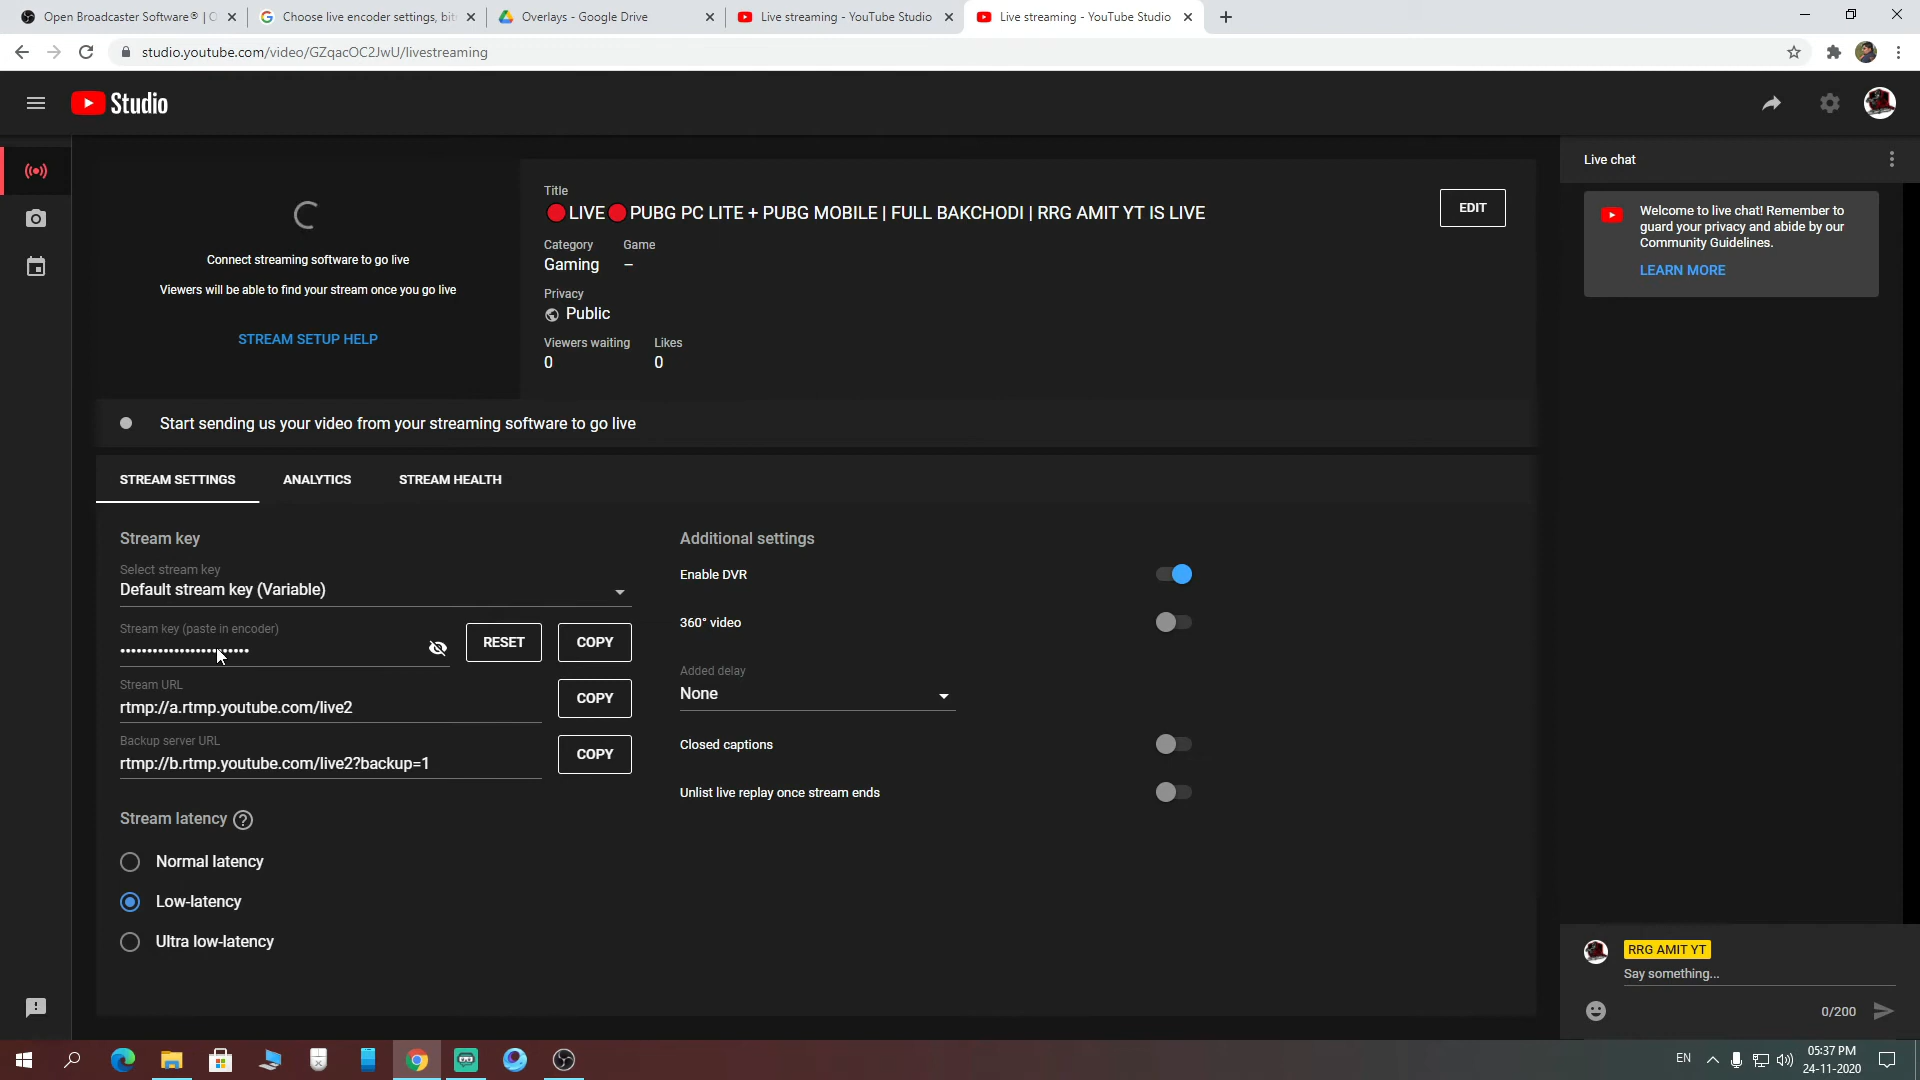 Open Broadcaster Software® | O
Choose live encoder settings, bit
Overlays - Google Drive
Live streaming - YouTube Studio
Live streaming - YouTube Studio
studio.youtube.com/video/GZqacOC2JwU/livestreaming
Studio
Connect streaming software to go live
Viewers will be able to find your stream once you go live
STREAM SETUP HELP
Title
🔴LIVE🔴PUBG PC LITE + PUBG MOBILE | FULL BAKCHODI | RRG AMIT YT IS LIVE
EDIT
Category Game
Gaming –
Privacy
Public
Viewers waiting Likes
0 0
Live chat
Welcome to live chat! Remember to
guard your privacy and abide by our
Community Guidelines.
LEARN MORE
Start sending us your video from your streaming software to go live
STREAM SETTINGS ANALYTICS STREAM HEALTH
Stream key
Select stream key
Default stream key (Variable)
Stream key (paste in encoder)
••••••••••••••••••••••••
RESET COPY
Stream URL
rtmp://a.rtmp.youtube.com/live2
COPY
Backup server URL
rtmp://b.rtmp.youtube.com/live2?backup=1
COPY
Stream latency ?
Normal latency
Low-latency
Ultra low-latency
Additional settings
Enable DVR
360° video
Added delay
None
Closed captions
Unlist live replay once stream ends
RRG AMIT YT
Say something...
0/200
EN
05:37 PM
24-11-2020